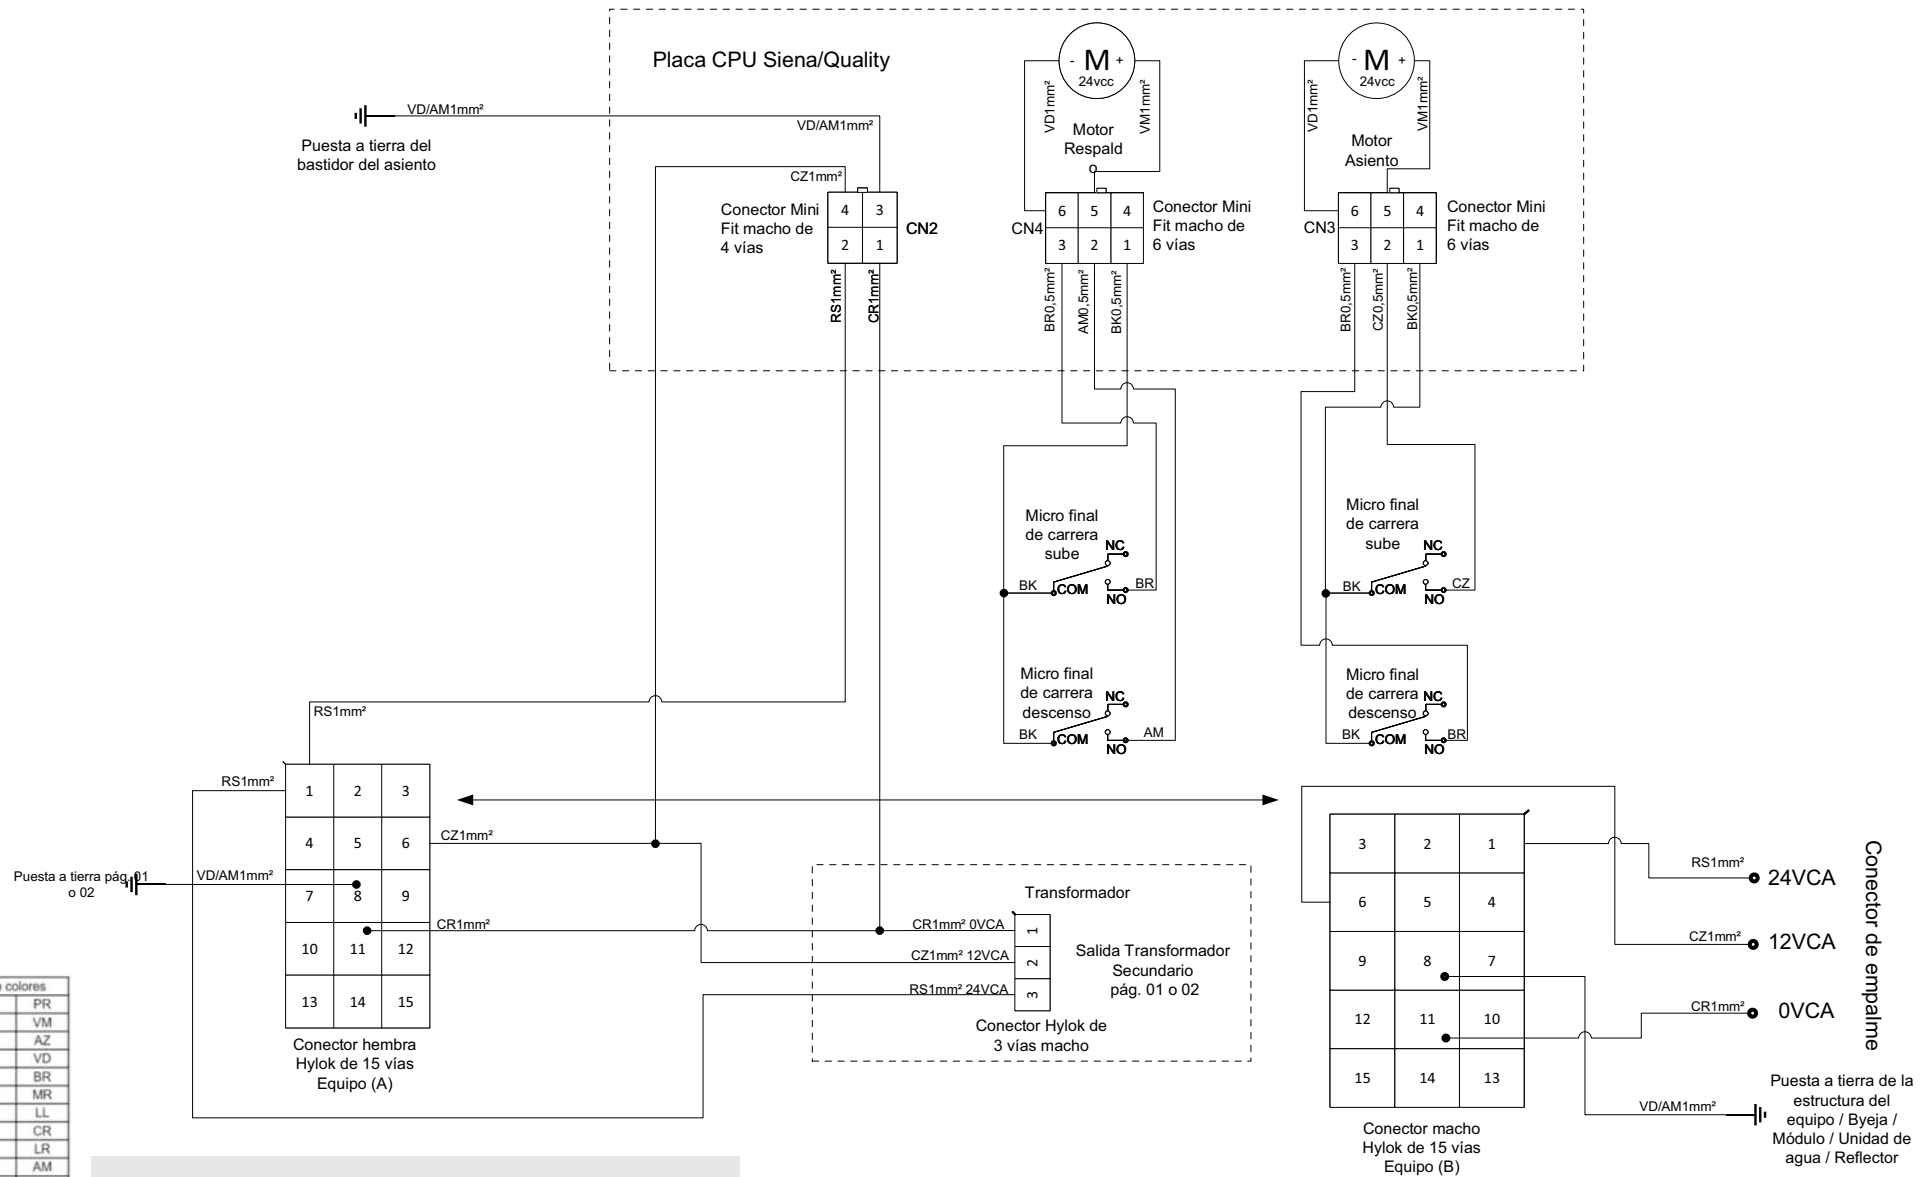 Placa CPU Siena/Quality
VD/AM1mm²
VD/AM1mm²
Puesta a tierra del
bastidor del asiento
CZ1mm²
Conector Mini
Fit macho de
4 vías
4 3
2 1
CN2
RS1mm²
CR1mm²
- M +
24vcc
VD1mm²
VM1mm²
Motor
Respald
o
CN4
6 5 4
3 2 1
Conector Mini
Fit macho de
6 vías
BR0,5mm²
AM0,5mm²
BK0,5mm²
- M +
24vcc
VD1mm²
VM1mm²
Motor
Asiento
CN3
6 5 4
3 2 1
Conector Mini
Fit macho de
6 vías
BR0,5mm²
CZ0,5mm²
BK0,5mm²
Micro final
de carrera
sube
NC
BK
COM
NO
BR
Micro final
de carrera
descenso
NC
BK
COM
NO
AM
Micro final
de carrera
sube
NC
BK
COM
NO
CZ
Micro final
de carrera
descenso
NC
BK
COM
NO
BR
RS1mm²
RS1mm²
1 2 3
4 5 6
7 8 9
10 11 12
13 14 15
CZ1mm²
Puesta a tierra pág. 01
o 02
VD/AM1mm²
CR1mm²
Conector hembra
Hylok de 15 vías
Equipo (A)
Transformador
CR1mm² 0VCA
CZ1mm² 12VCA
RS1mm² 24VCA
1
2
3
Salida Transformador
Secundario
pág. 01 o 02
Conector Hylok de
3 vías macho
3 2 1
6 5 4
9 8 7
12 11 10
15 14 13
Conector macho
Hylok de 15 vías
Equipo (B)
RS1mm²
24VCA
CZ1mm²
12VCA
CR1mm²
0VCA
Conector de empalme
VD/AM1mm²
Puesta a tierra de la
estructura del
equipo / Byeja /
Módulo / Unidad de
agua / Reflector
colores
PR
VM
AZ
VD
BR
MR
LL
CR
LR
AM